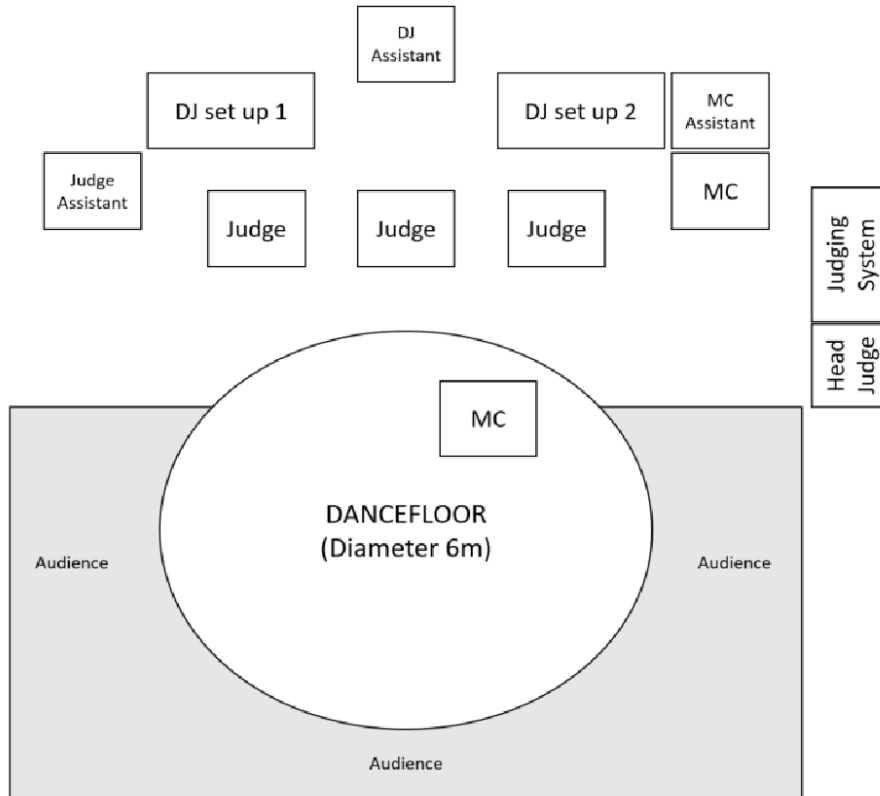 DJ
Assistant
DJ set up 1
DJ set up 2
MC
Assistant
Judge
Assistant
Judge
Judge
Judge
MC
Judging
System
Head
Judge
MC
DANCEFLOOR
(Diameter 6m)
Audience
Audience
Audience